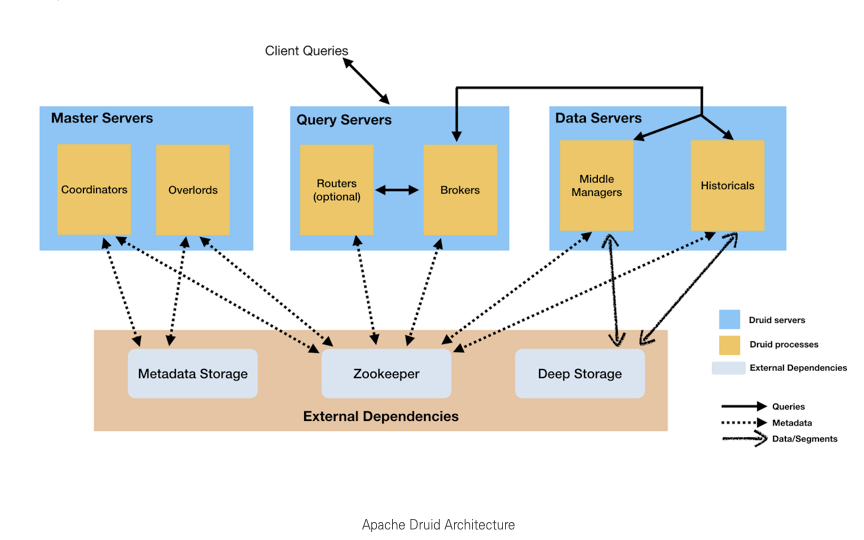 Client Queries
Master Servers
Query Servers
Data Servers
Coordinators
Overlords
Routers
(optional)
Brokers
Middle
Managers
Historicals
Druid servers
Druid processes
External Dependencies
Metadata Storage
Zookeeper
Deep Storage
External Dependencies
Queries
Metadata
Data/Segments
Apache Druid Architecture